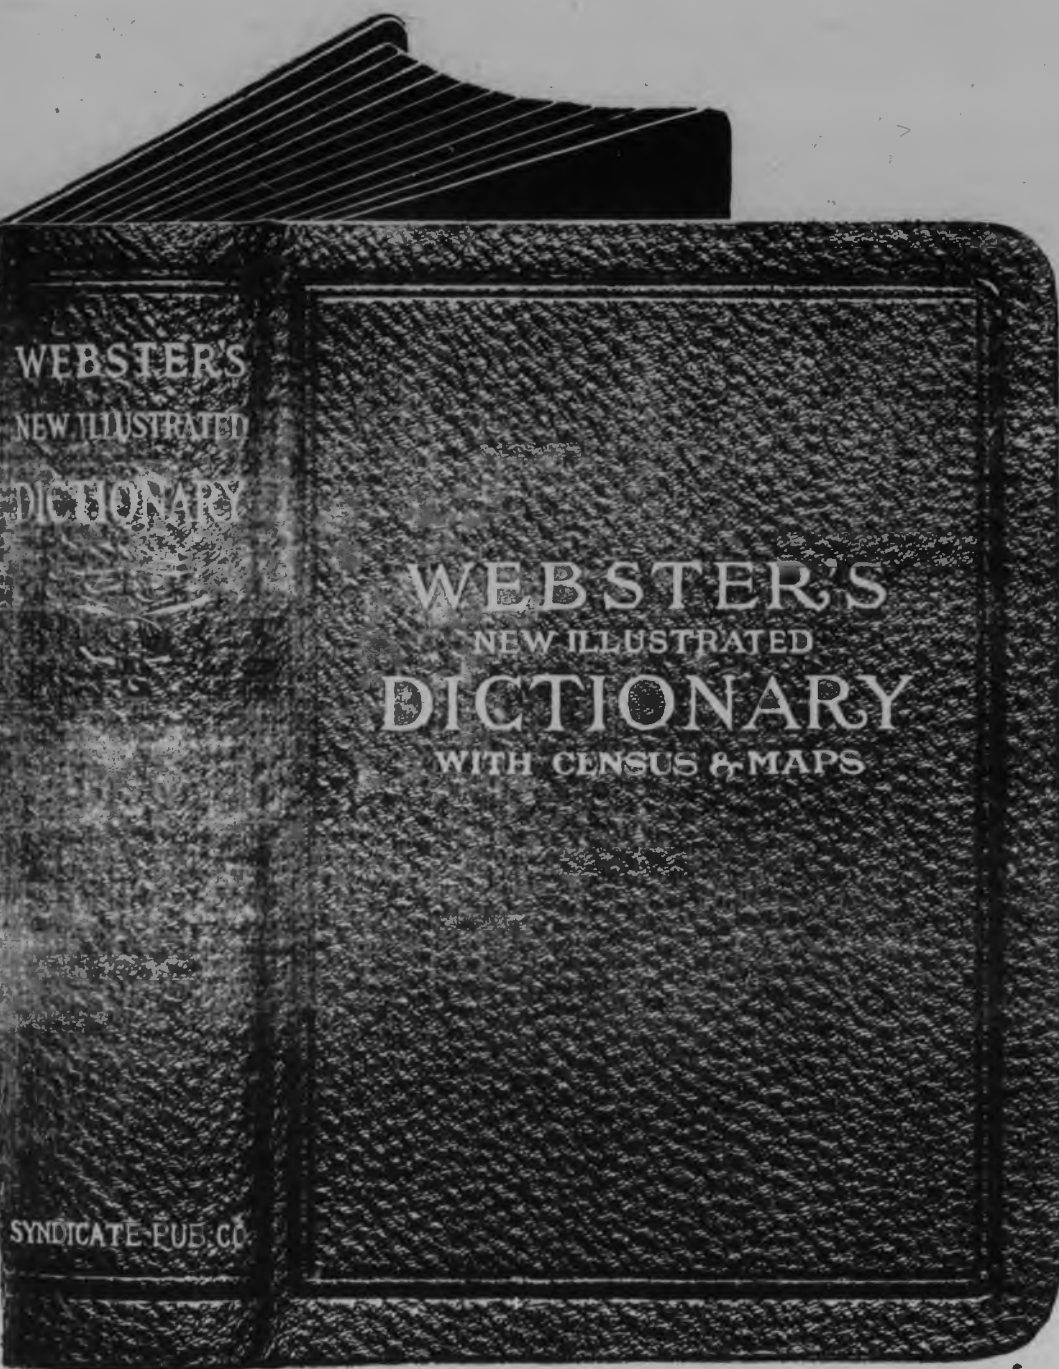 WEBSTER'S
NEW ILLUSTRATED
DICTIONARY
SYNDICATE PUB. CO
WEBSTER'S
NEW ILLUSTRATED
DICTIONARY
WITH CENSUS & MAPS